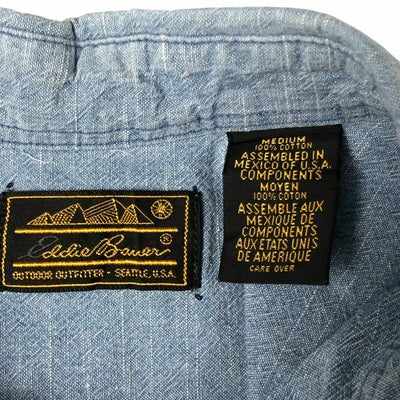 Eddie Bauer ®
OUTDOOR OUTFITTER - SEATTLE, U.S.A.
MEDIUM
100% COTTON
ASSEMBLED IN
MEXICO OF U.S.A.
COMPONENTS
MOYEN
100% COTON
ASSEMBLE AUX
MEXIQUE DE
COMPONENTS
AUX ETATS UNIS
DE AMERIQUE
CARE OVER